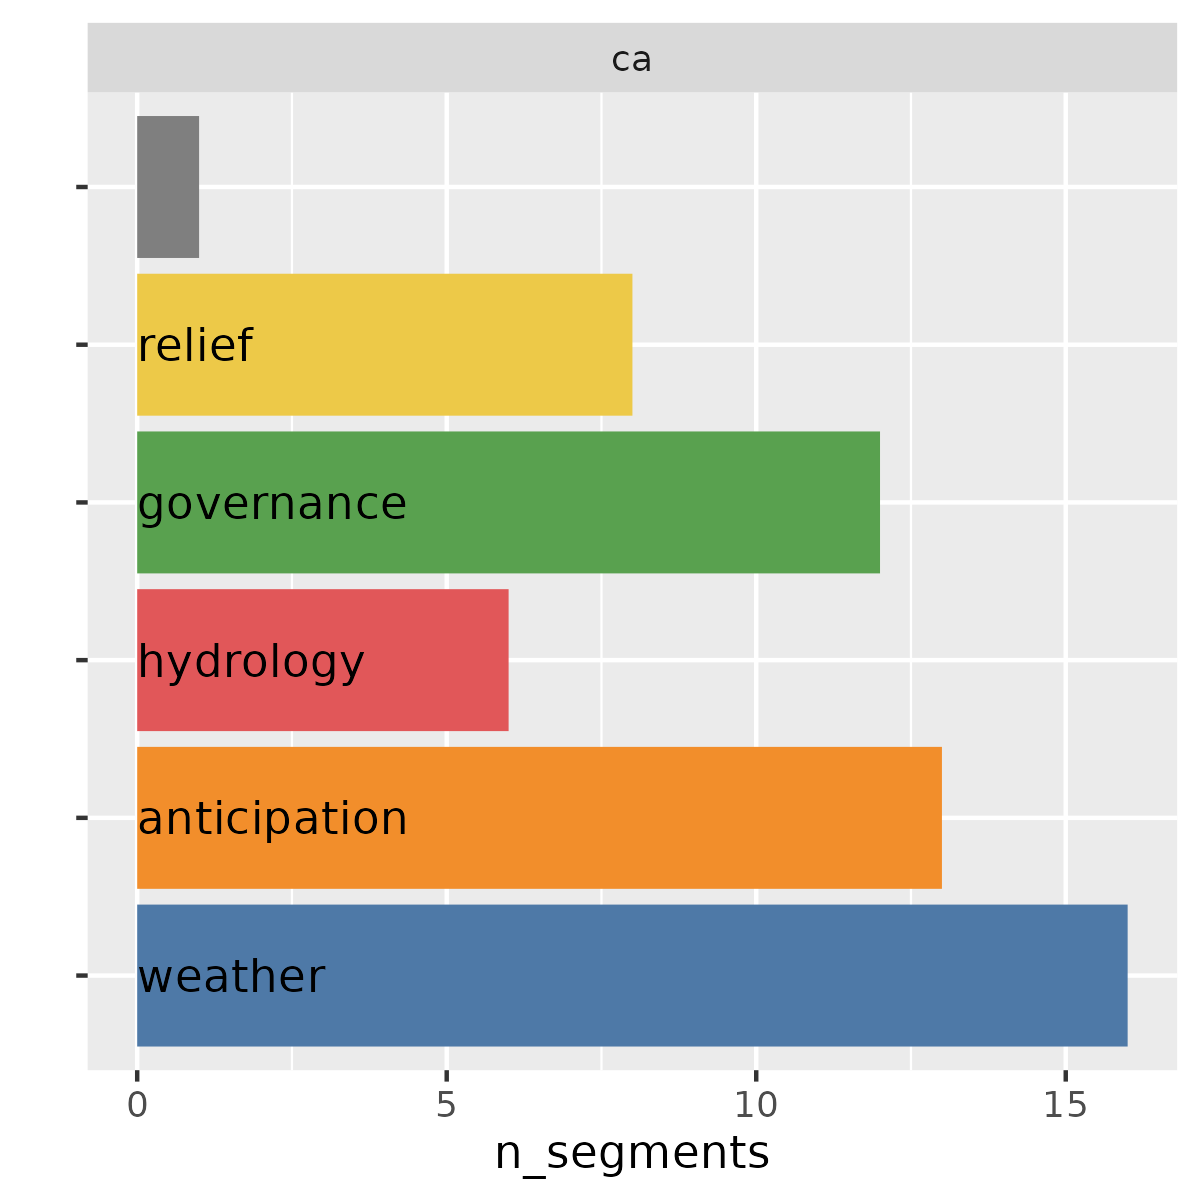 ca
relief
governance
hydrology
anticipation
weather
0 5 10 15
n_segments